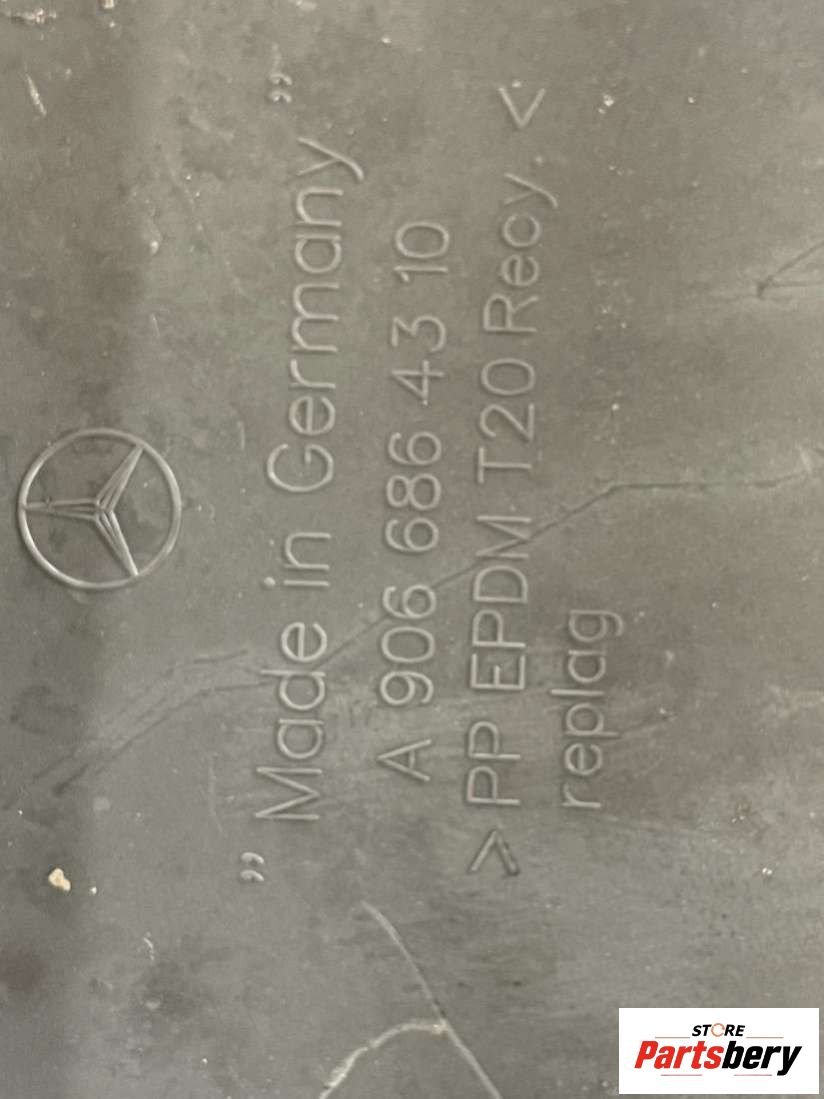 "Made in Germany"
A 906 686 43 10
>PP EPDM T20 Recy.<
replag
STORE
Partsbery